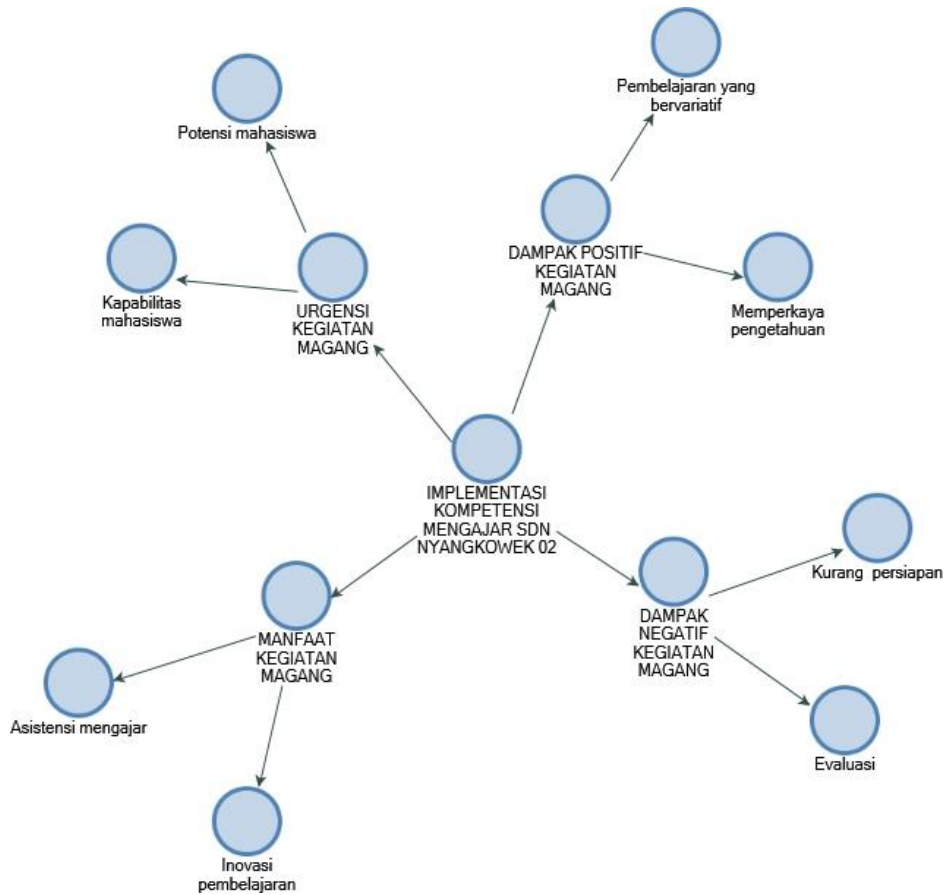 Pembelajaran yang
bervariatif
Potensi mahasiswa
DAMPAK POSITIF
KEGIATAN
MAGANG
Kapabilitas
mahasiswa
URGENSI
KEGIATAN
MAGANG
Memperkaya
pengetahuan
IMPLEMENTASI
KOMPETENSI
MENGAJAR SDN
NYANGKOWEK 02
Kurang persiapan
MANFAAT
KEGIATAN
MAGANG
DAMPAK
NEGATIF
KEGIATAN
MAGANG
Asistensi mengajar
Evaluasi
Inovasi
pembelajaran